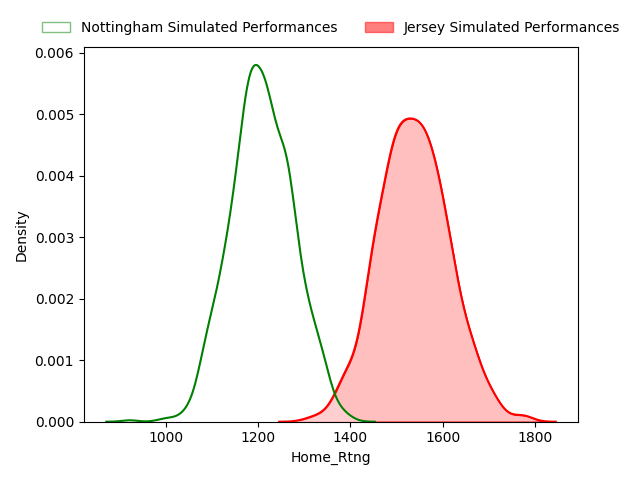 Nottingham Simulated Performances
Jersey Simulated Performances
0.006
0.005
0.004
0.003
0.002
0.001
0.000
Density
1000 1200 1400 1600 1800
Home_Rtng